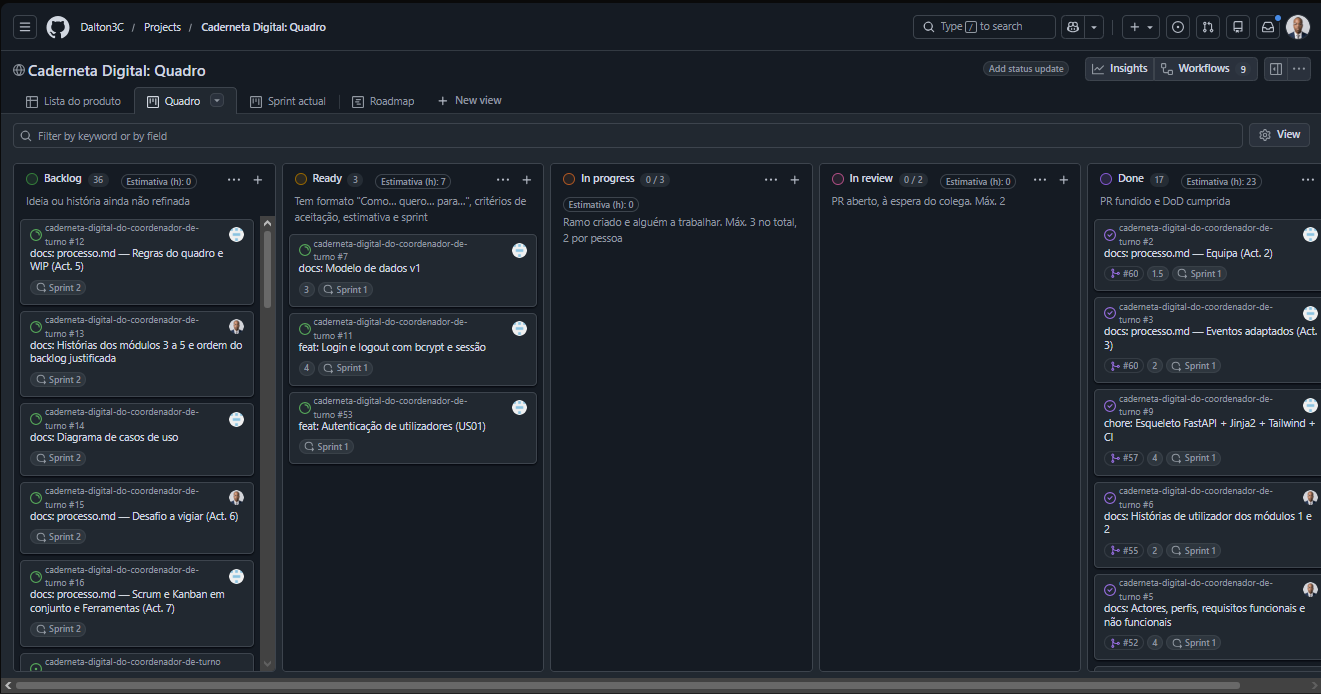 Dalton3C / Projects / Caderneta Digital: Quadro
Type / to search
Caderneta Digital: Quadro
Add status update
Insights
Workflows 9
Lista do produto
Quadro
Sprint actual
Roadmap
New view
Filter by keyword or by field
View
Backlog 36 Estimativa (h): 0
Ideia ou história ainda não refinada
caderneta-digital-do-coordenador-de-
turno #12
docs: processo.md — Regras do quadro e
WIP (Act. 5)
Sprint 2
caderneta-digital-do-coordenador-de-
turno #13
docs: Histórias dos módulos 3 a 5 e ordem do
backlog justificada
Sprint 2
caderneta-digital-do-coordenador-de-
turno #14
docs: Diagrama de casos de uso
Sprint 2
caderneta-digital-do-coordenador-de-
turno #15
docs: processo.md — Desafio a vigiar (Act. 6)
Sprint 2
caderneta-digital-do-coordenador-de-
turno #16
docs: processo.md — Scrum e Kanban em
conjunto e Ferramentas (Act. 7)
Sprint 2
caderneta-digital-do-coordenador-de-turno
Ready 3 Estimativa (h): 7
Tem formato "Como... quero... para...", critérios de
aceitação, estimativa e sprint
caderneta-digital-do-coordenador-de-
turno #7
docs: Modelo de dados v1
3 Sprint 1
caderneta-digital-do-coordenador-de-
turno #11
feat: Login e logout com bcrypt e sessão
4 Sprint 1
caderneta-digital-do-coordenador-de-
turno #53
feat: Autenticação de utilizadores (US01)
Sprint 1
In progress 0 / 3
Estimativa (h): 0
Ramo criado e alguém a trabalhar. Máx. 3 no total,
2 por pessoa
In review 0 / 2 Estimativa (h): 0
PR aberto, à espera do colega. Máx. 2
Done 17 Estimativa (h): 23
PR fundido e DoD cumprida
caderneta-digital-do-coordenador-de-
turno #2
docs: processo.md — Equipa (Act. 2)
#60 1.5 Sprint 1
caderneta-digital-do-coordenador-de-
turno #3
docs: processo.md — Eventos adaptados (Act.
3)
#60 2 Sprint 1
caderneta-digital-do-coordenador-de-
turno #9
chore: Esqueleto FastAPI + Jinja2 + Tailwind +
CI
#57 4 Sprint 1
caderneta-digital-do-coordenador-de-
turno #6
docs: Histórias de utilizador dos módulos 1 e
2
#55 2 Sprint 1
caderneta-digital-do-coordenador-de-
turno #5
docs: Actores, perfis, requisitos funcionais e
não funcionais
#52 4 Sprint 1